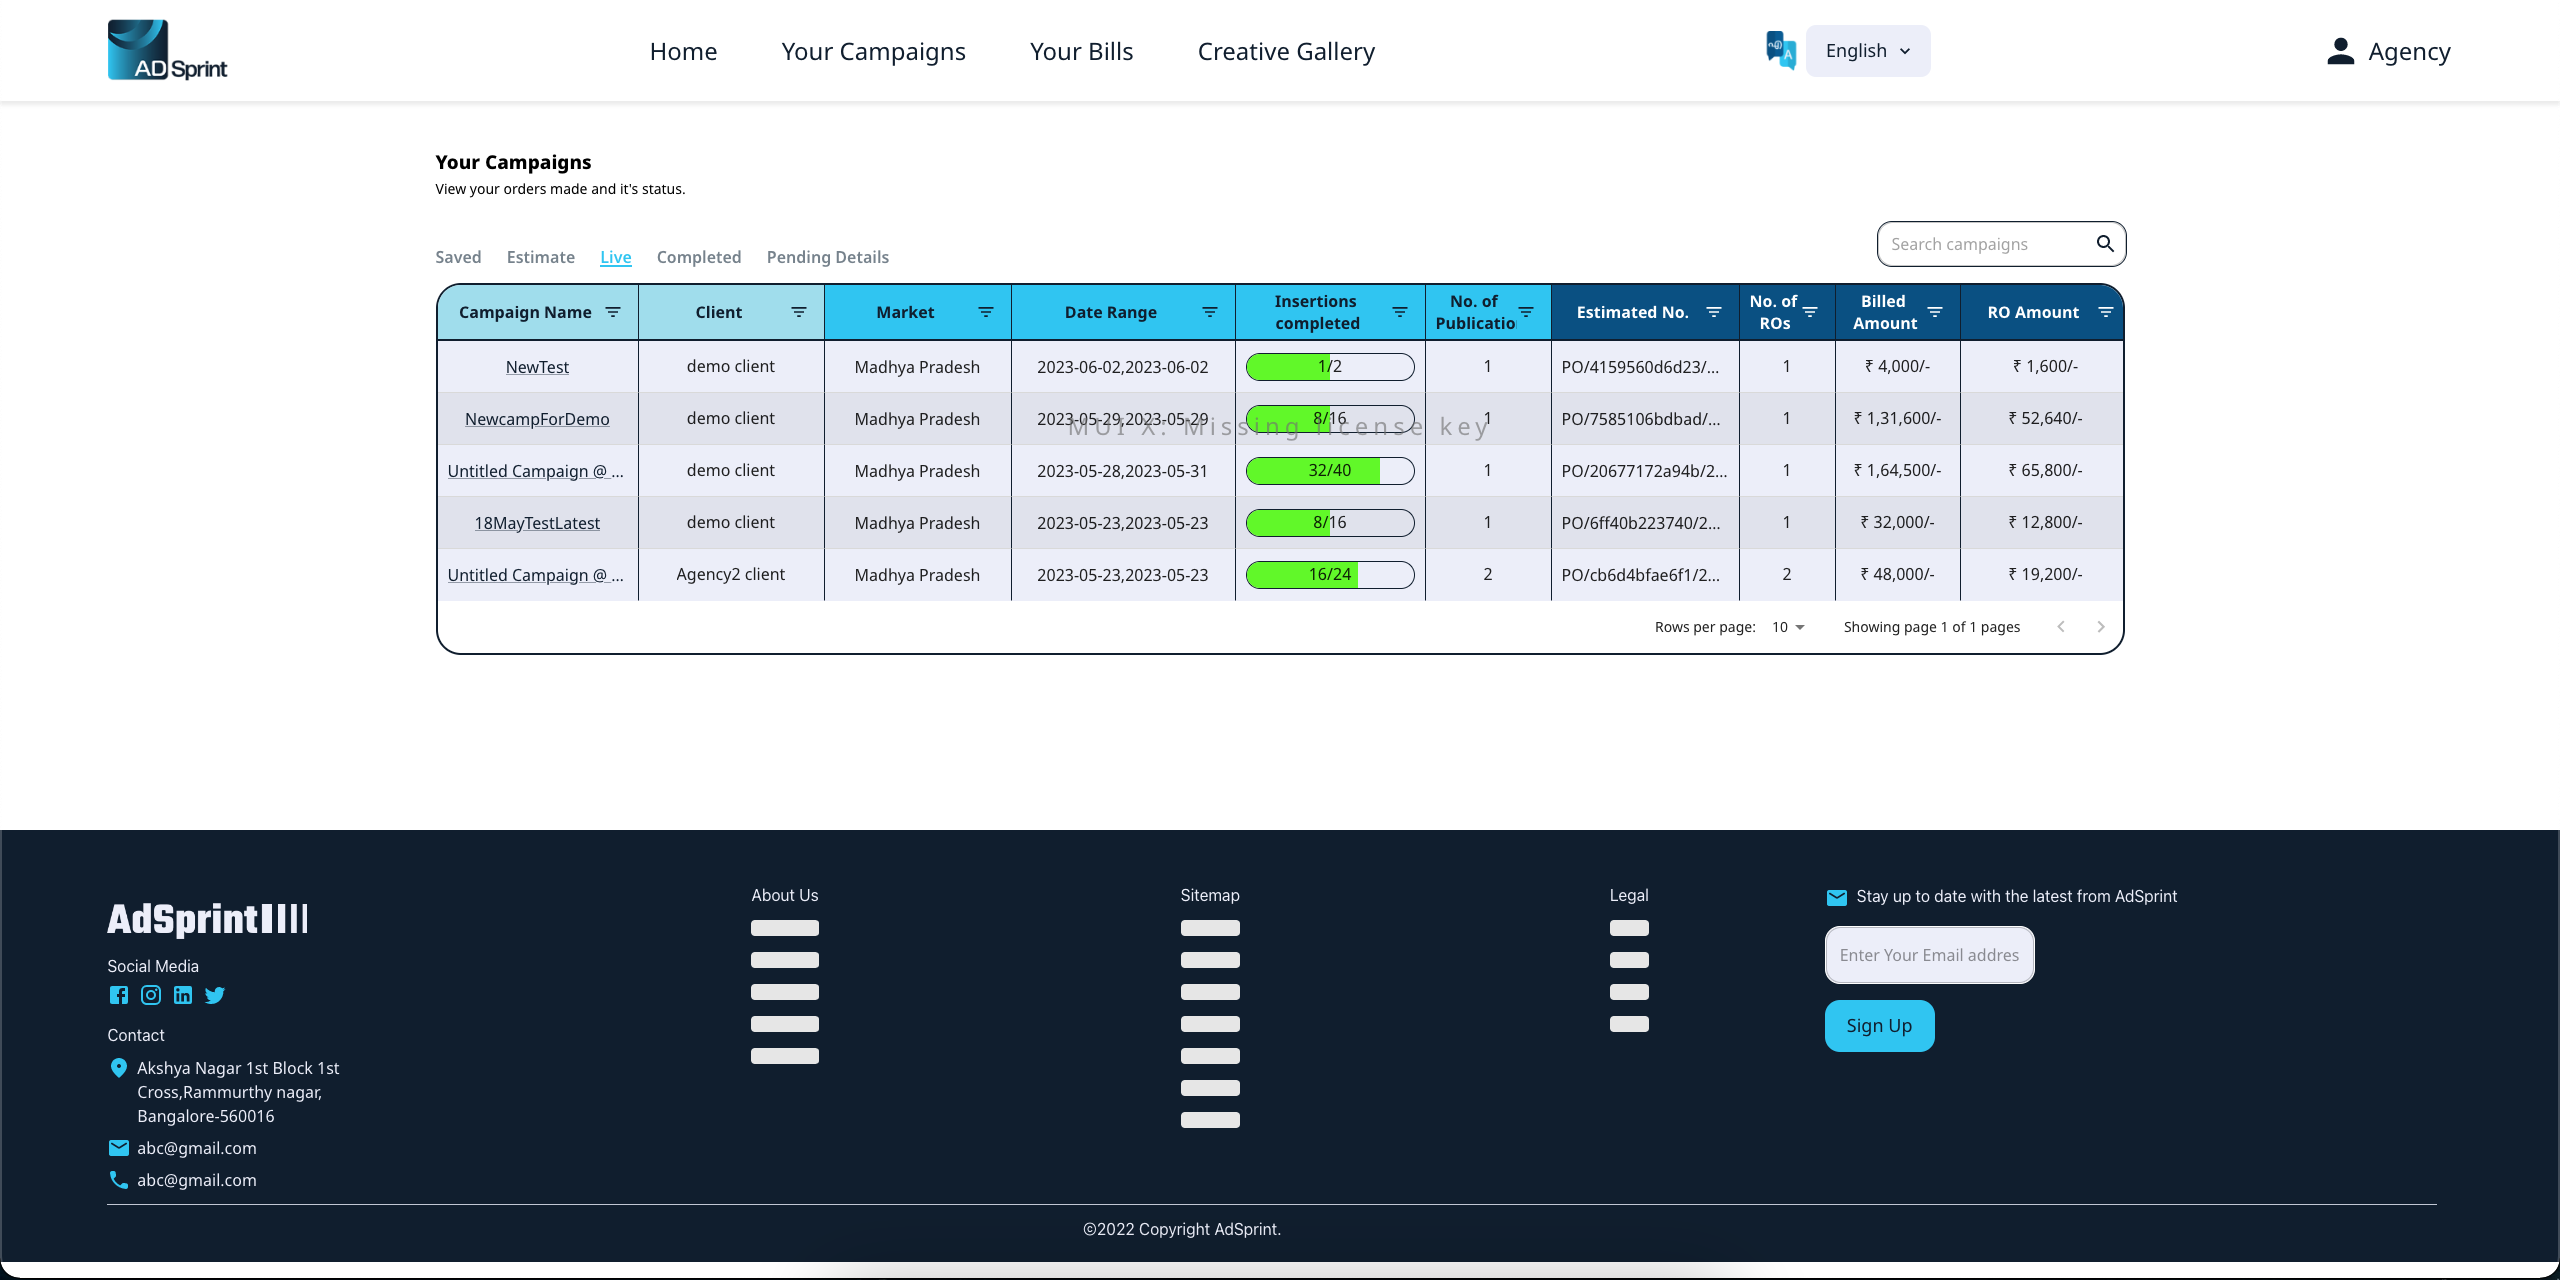 AD Sprint
Home Your Campaigns Your Bills Creative Gallery
English
Agency
Your Campaigns
View your orders made and it's status.
Saved Estimate Live Completed Pending Details
Search campaigns
Campaign Name Client Market Date Range Insertions completed No. of Publicatio Estimated No. No. of ROs Billed Amount RO Amount
NewTest demo client Madhya Pradesh 2023-06-02,2023-06-02 1/2 1 PO/4159560d6d23/... 1 ₹ 4,000/- ₹ 1,600/-
NewcampForDemo demo client Madhya Pradesh 2023-05-29,2023-05-29 8/16 1 PO/7585106bdbad/... 1 ₹ 1,31,600/- ₹ 52,640/-
MUI X: Missing license key
Untitled Campaign @ ... demo client Madhya Pradesh 2023-05-28,2023-05-31 32/40 1 PO/20677172a94b/2... 1 ₹ 1,64,500/- ₹ 65,800/-
18MayTestLatest demo client Madhya Pradesh 2023-05-23,2023-05-23 8/16 1 PO/6ff40b223740/2... 1 ₹ 32,000/- ₹ 12,800/-
Untitled Campaign @ ... Agency2 client Madhya Pradesh 2023-05-23,2023-05-23 16/24 2 PO/cb6d4bfae6f1/2... 2 ₹ 48,000/- ₹ 19,200/-
Rows per page: 10 Showing page 1 of 1 pages
AdSprint
Social Media
Contact
Akshya Nagar 1st Block 1st
Cross,Rammurthy nagar,
Bangalore-560016
abc@gmail.com
abc@gmail.com
About Us
Sitemap
Legal
Stay up to date with the latest from AdSprint
Enter Your Email addres
Sign Up
©2022 Copyright AdSprint.